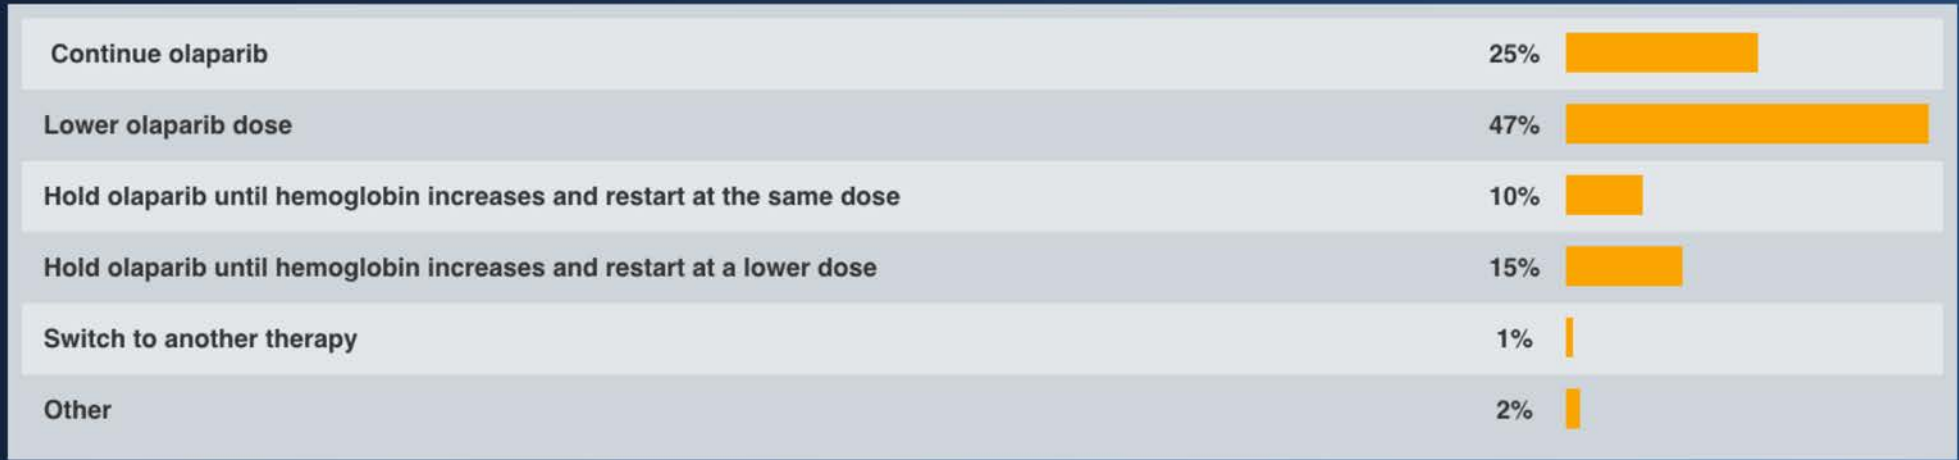 Continue olaparib 25%
Lower olaparib dose 47%
Hold olaparib until hemoglobin increases and restart at the same dose 10%
Hold olaparib until hemoglobin increases and restart at a lower dose 15%
Switch to another therapy 1%
Other 2%